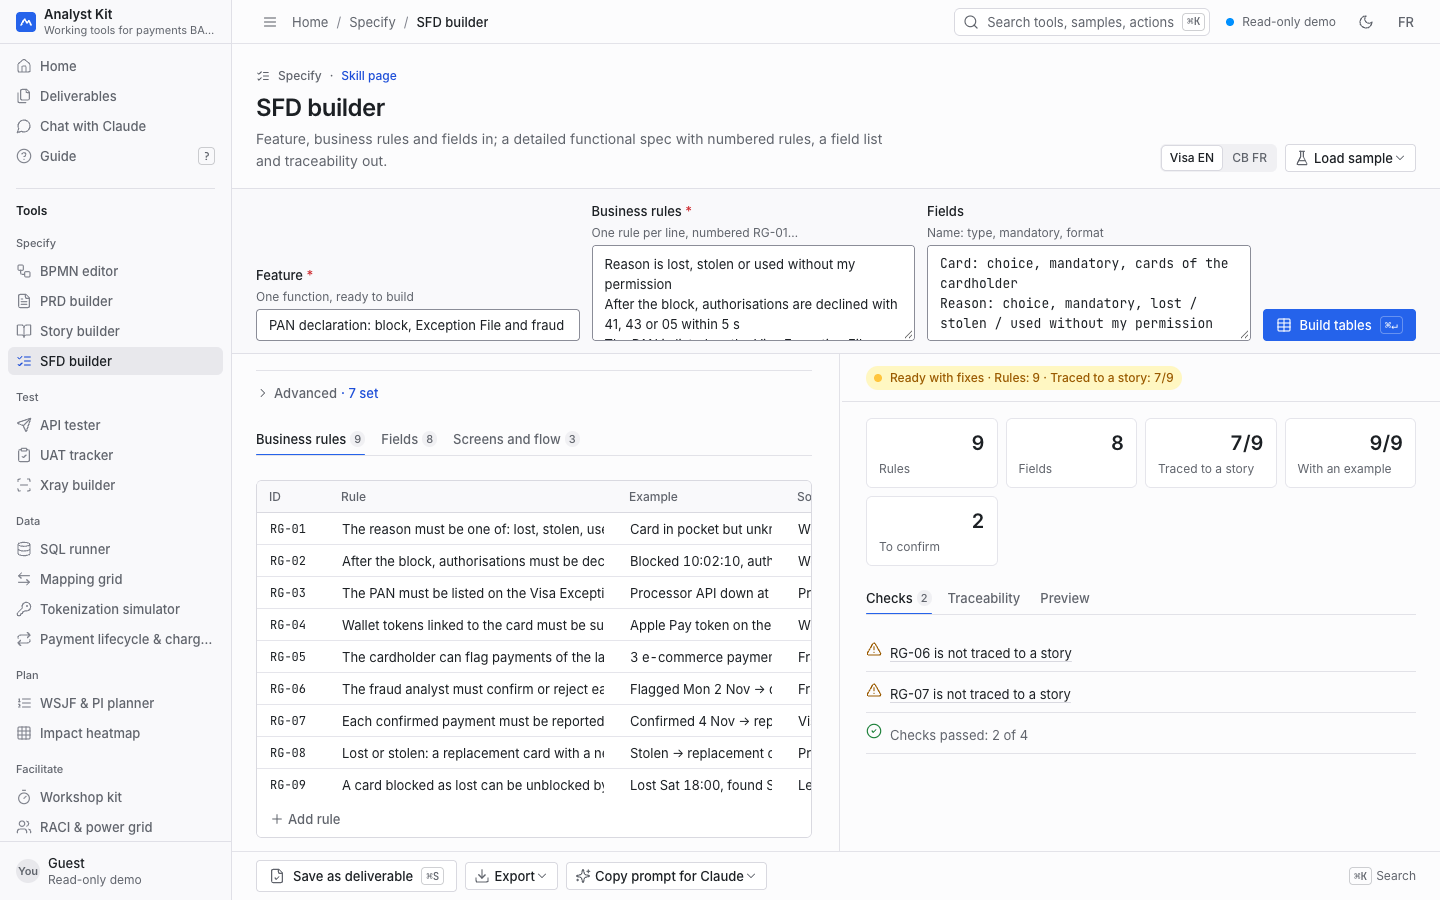 Analyst Kit
Working tools for payments BA...
Home
Deliverables
Chat with Claude
Guide ?
Tools
Specify
BPMN editor
PRD builder
Story builder
SFD builder
Test
API tester
UAT tracker
Xray builder
Data
SQL runner
Mapping grid
Tokenization simulator
Payment lifecycle & charg...
Plan
WSJF & PI planner
Impact heatmap
Facilitate
Workshop kit
RACI & power grid
You
Guest
Read-only demo
Home / Specify / SFD builder
Search tools, samples, actions ⌘K
Read-only demo
FR
Specify · Skill page
SFD builder
Feature, business rules and fields in; a detailed functional spec with numbered rules, a field list
and traceability out.
Visa EN CB FR
Load sample
Feature *
One function, ready to build
PAN declaration: block, Exception File and fraud
Business rules *
One rule per line, numbered RG-01...
Reason is lost, stolen or used without my
permission
After the block, authorisations are declined with
41, 43 or 05 within 5 s
Fields
Name: type, mandatory, format
Card: choice, mandatory, cards of the
cardholder
Reason: choice, mandatory, lost /
stolen / used without my permission
Build tables ⌘↵
Advanced · 7 set
Business rules 9 Fields 8 Screens and flow 3
ID Rule Example So
RG-01 The reason must be one of: lost, stolen, use Card in pocket but unkr W
RG-02 After the block, authorisations must be dec Blocked 10:02:10, auth W
RG-03 The PAN must be listed on the Visa Excepti Processor API down at Pr
RG-04 Wallet tokens linked to the card must be su Apple Pay token on the W
RG-05 The cardholder can flag payments of the la 3 e-commerce paymer Fr
RG-06 The fraud analyst must confirm or reject ea Flagged Mon 2 Nov → Fr
RG-07 Each confirmed payment must be reported Confirmed 4 Nov → rep Vi
RG-08 Lost or stolen: a replacement card with a ne Stolen → replacement c Pr
RG-09 A card blocked as lost can be unblocked by Lost Sat 18:00, found S Le
+ Add rule
Ready with fixes · Rules: 9 · Traced to a story: 7/9
9
Rules
8
Fields
7/9
Traced to a story
9/9
With an example
2
To confirm
Checks 2 Traceability Preview
RG-06 is not traced to a story
RG-07 is not traced to a story
Checks passed: 2 of 4
Save as deliverable ⌘S
Export
Copy prompt for Claude
⌘K Search